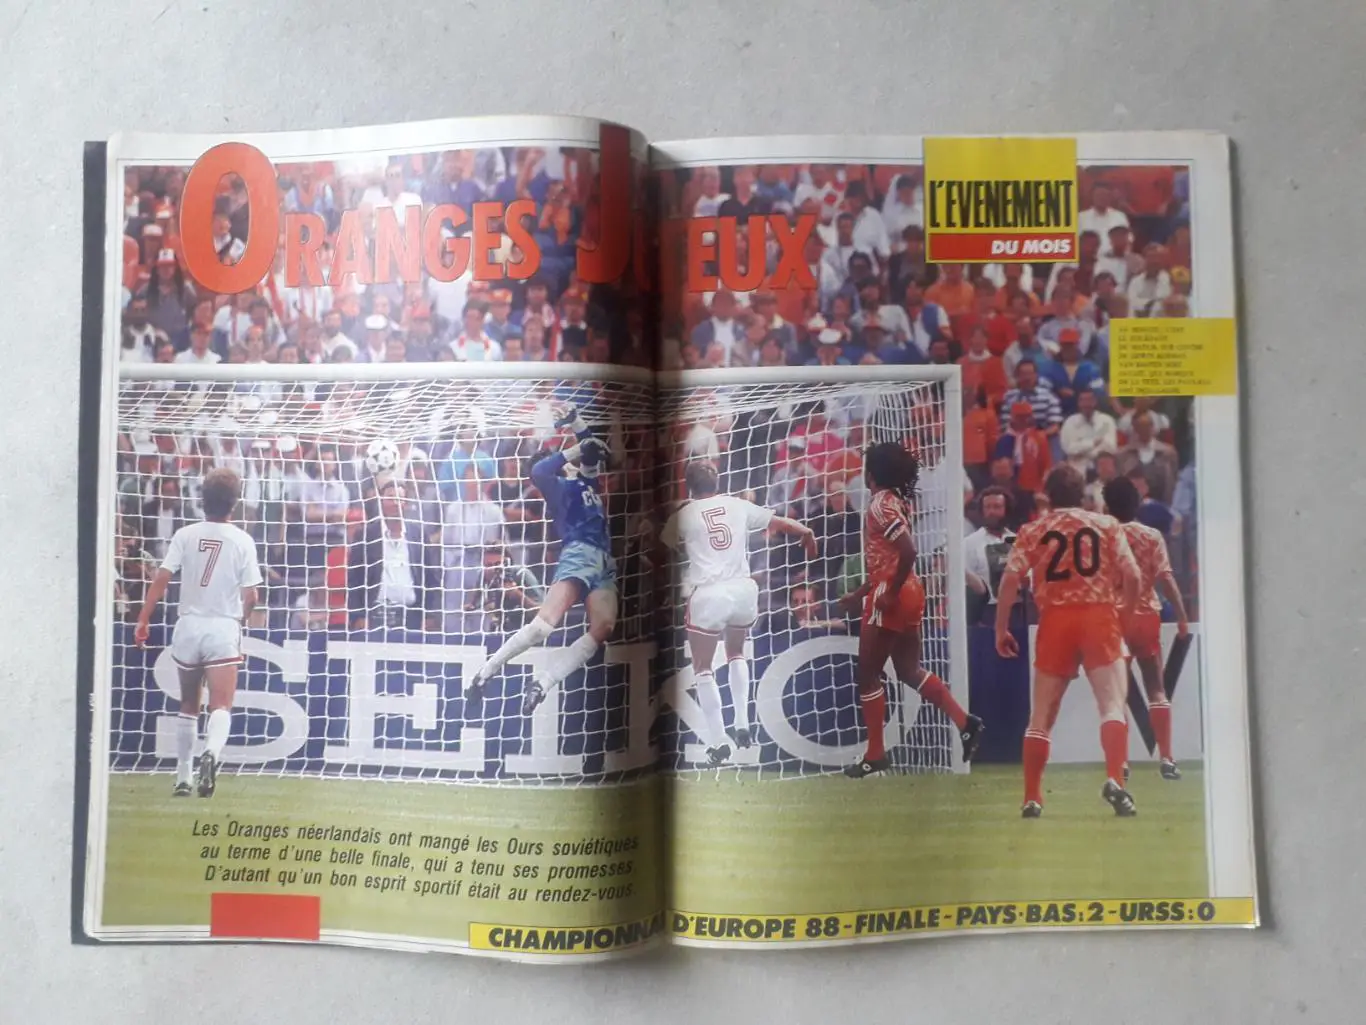 ORANGES JOYEUX
L'EVENEMENT
DU MOIS
7
5
20
SEIKO
Les Oranges néerlandais ont mangé les Ours soviétiques
au terme d'une belle finale, qui a tenu ses promesses.
D'autant qu'un bon esprit sportif était au rendez-vous.
CHAMPIONNAT D'EUROPE 88-FINALE-PAYS-BAS:2-URSS:0